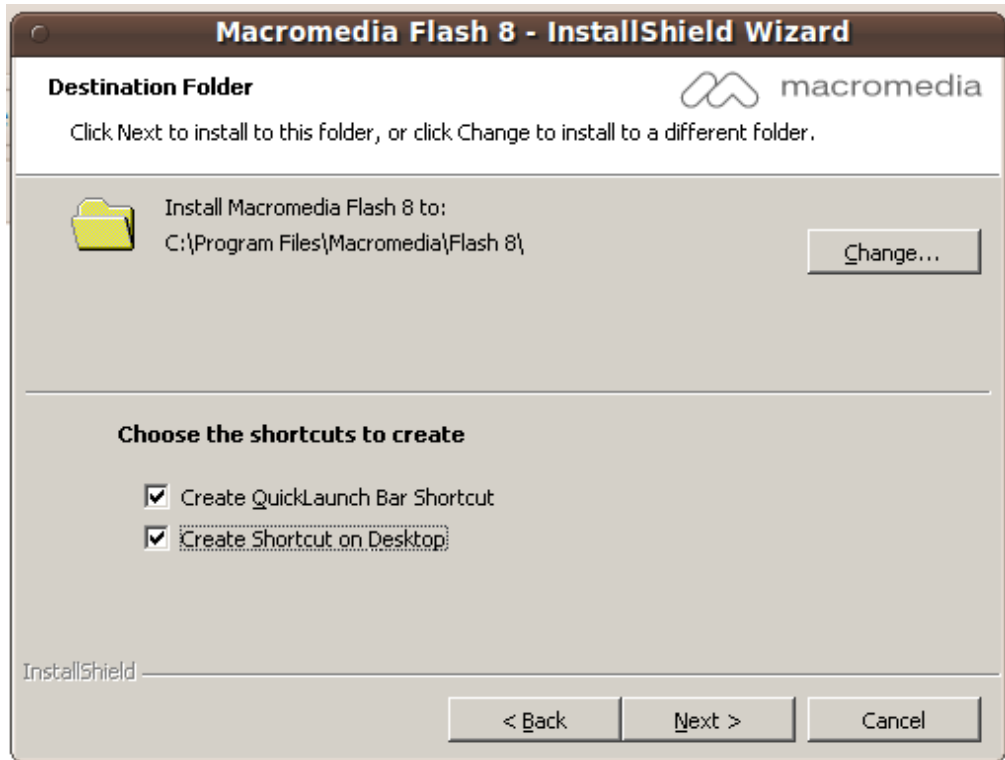 Macromedia Flash 8 - InstallShield Wizard
Destination Folder
macromedia
Click Next to install to this folder, or click Change to install to a different folder.
Install Macromedia Flash 8 to:
C:\Program Files\Macromedia\Flash 8\
Change...
Choose the shortcuts to create
Create QuickLaunch Bar Shortcut
Create Shortcut on Desktop
InstallShield
< Back
Next >
Cancel